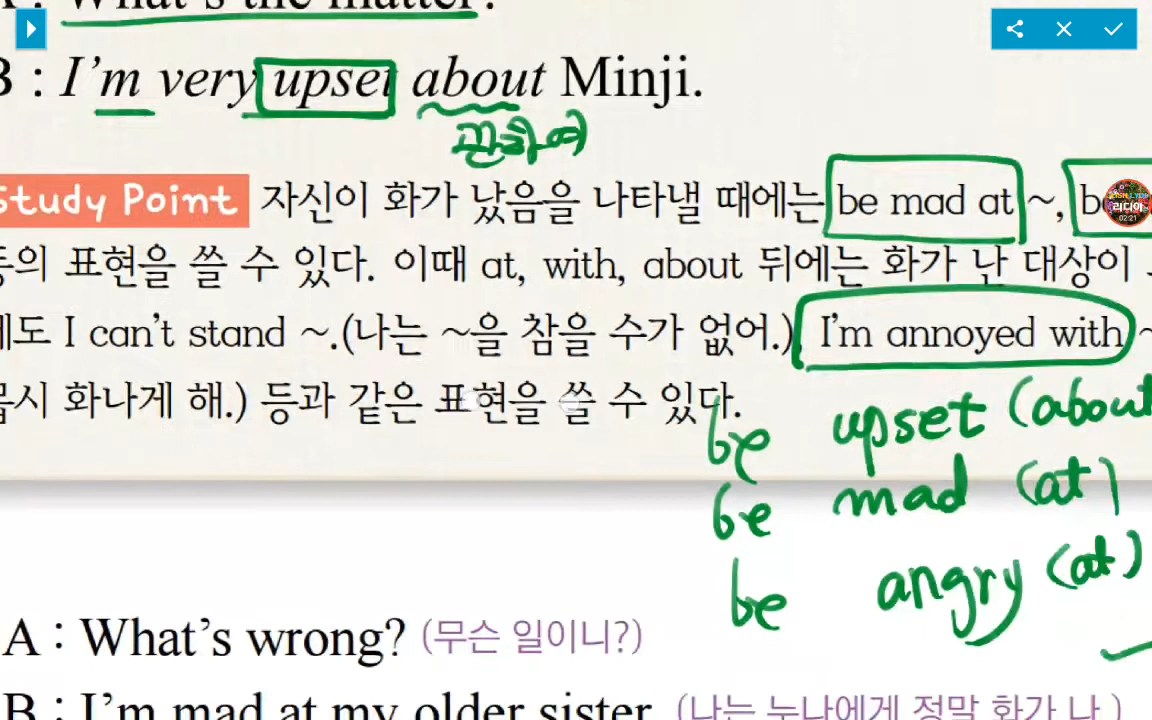 What's the matter?
B : I'm very upset about Minji.
관하여
Study Point 자신이 화가 났음을 나타낼 때에는 be mad at ~,
등의 표현을 쓸 수 있다. 이때 at, with, about 뒤에는 화가 난 대상이
에도 I can't stand ~.(나는 ~을 참을 수가 없어.), I'm annoyed with ~
몹시 화나게 해.) 등과 같은 표현을 쓸 수 있다.
be upset (about
be mad (at)
be angry (at)
A : What's wrong? (무슨 일이니?)
B : I'm mad at my older sister. (나는 누나에게 정말 화가 나.)
리디아
02:21